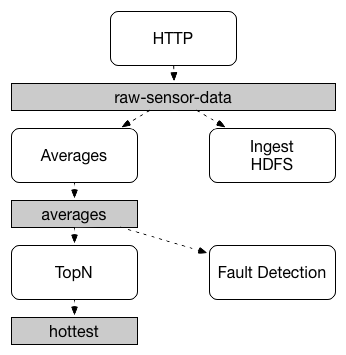 HTTP
raw-sensor-data
Averages
Ingest
HDFS
averages
TopN
Fault Detection
hottest